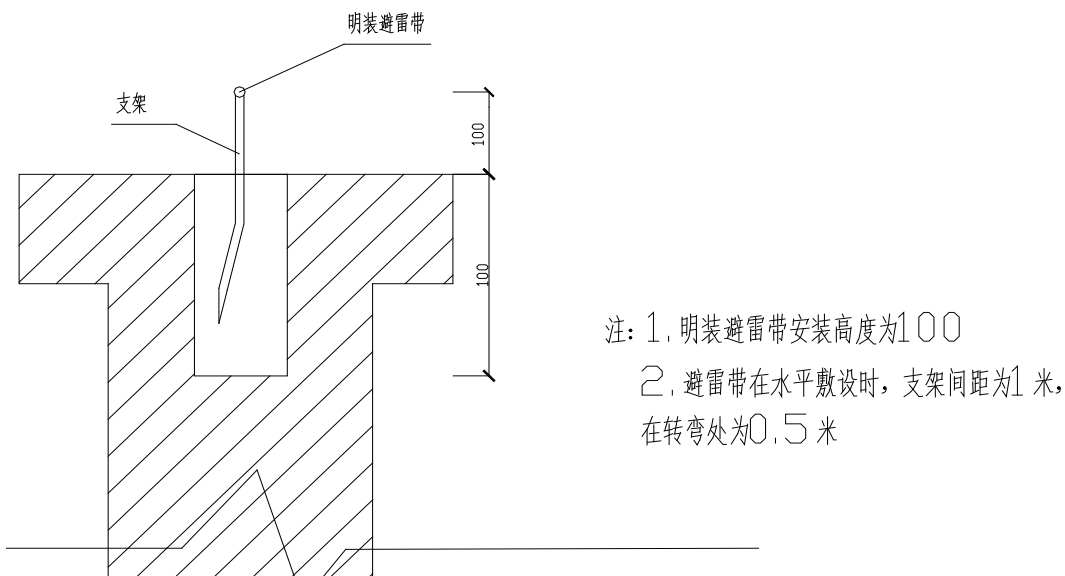 明装避雷带
支架
100
100
注：1. 明装避雷带安装高度为100
2. 避雷带在水平敷设时，支架间距为1 米，
在转弯处为0.5 米